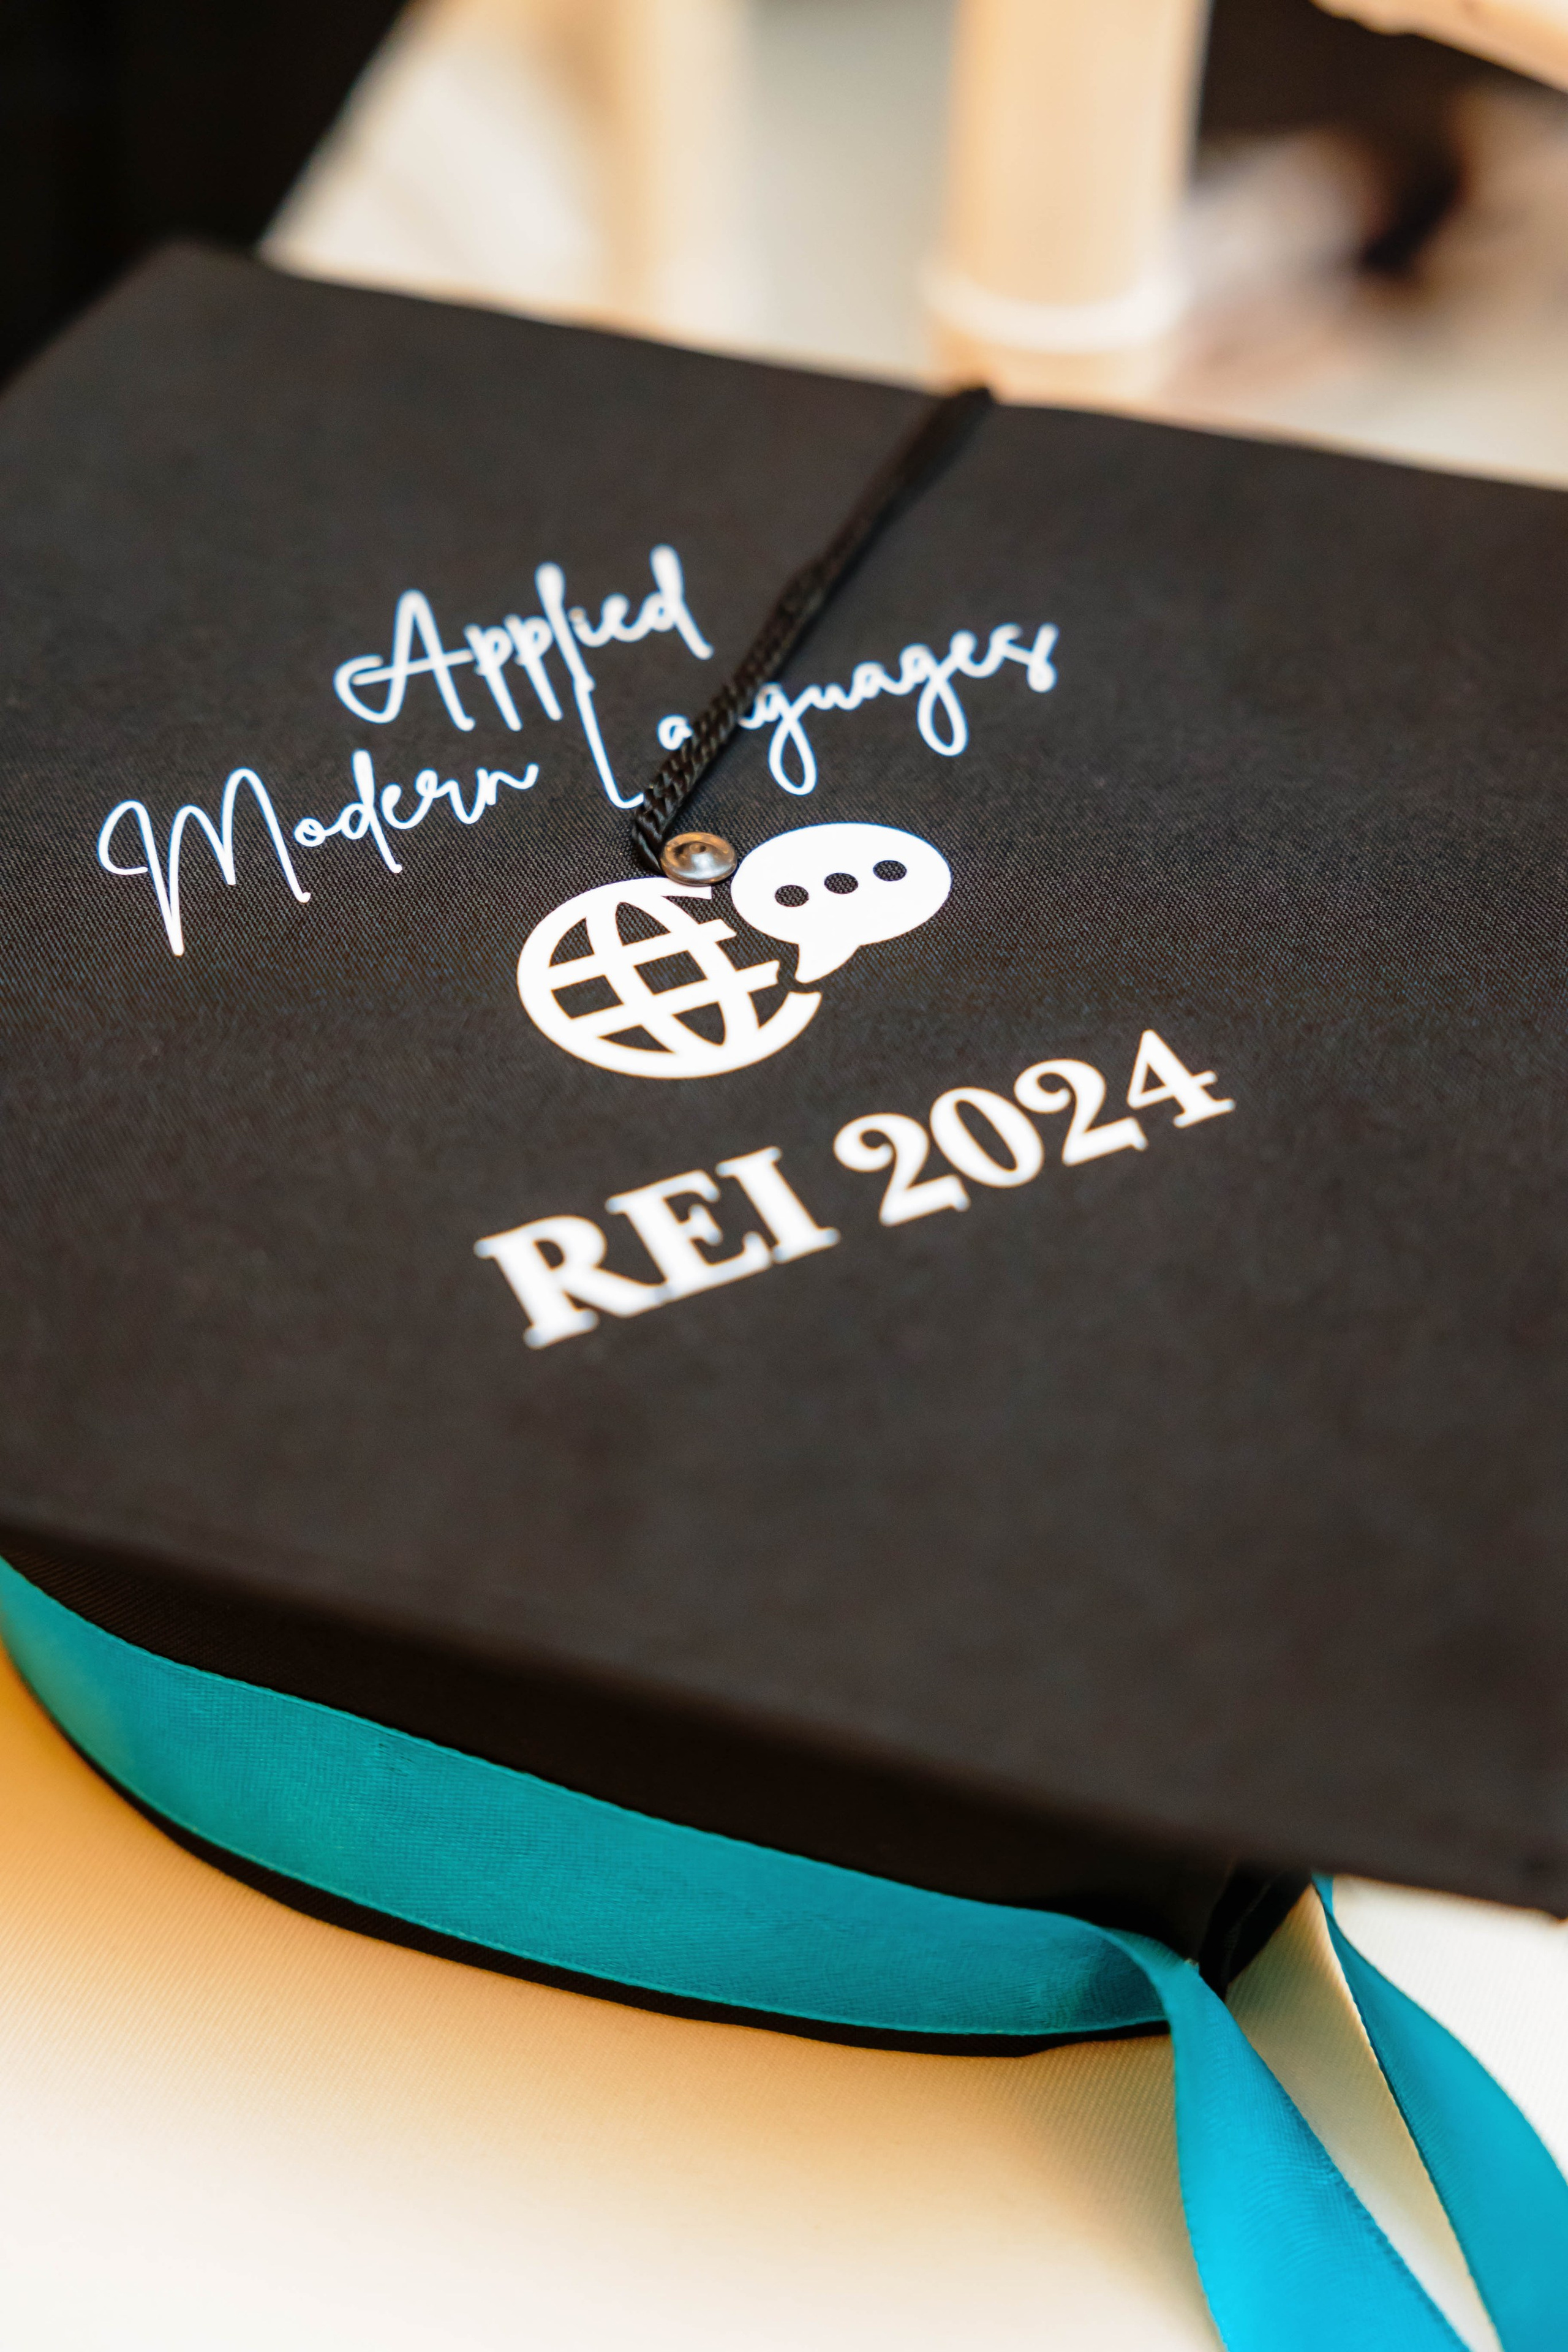 Applied
Modern Languages
REI 2024